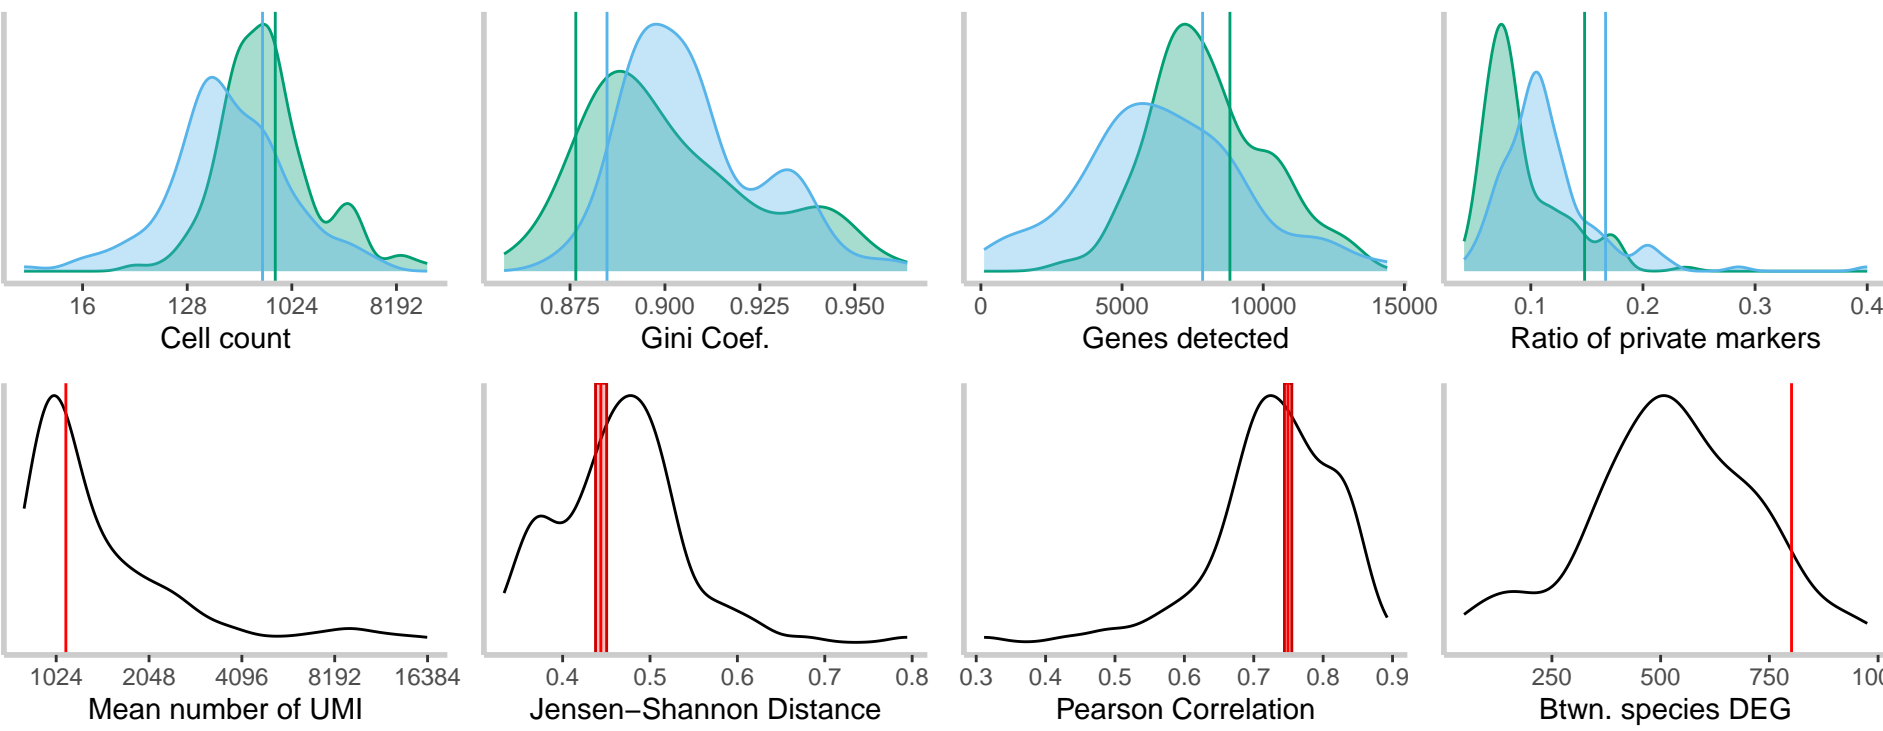 16 128 1024 8192
Cell count
0.875 0.900 0.925 0.950
Gini Coef.
0 5000 10000 15000
Genes detected
0.1 0.2 0.3 0.4
Ratio of private markers
1024 2048 4096 8192 16384
Mean number of UMI
0.4 0.5 0.6 0.7 0.8
Jensen−Shannon Distance
0.3 0.4 0.5 0.6 0.7 0.8 0.9
Pearson Correlation
250 500 750 100
Btwn. species DEG